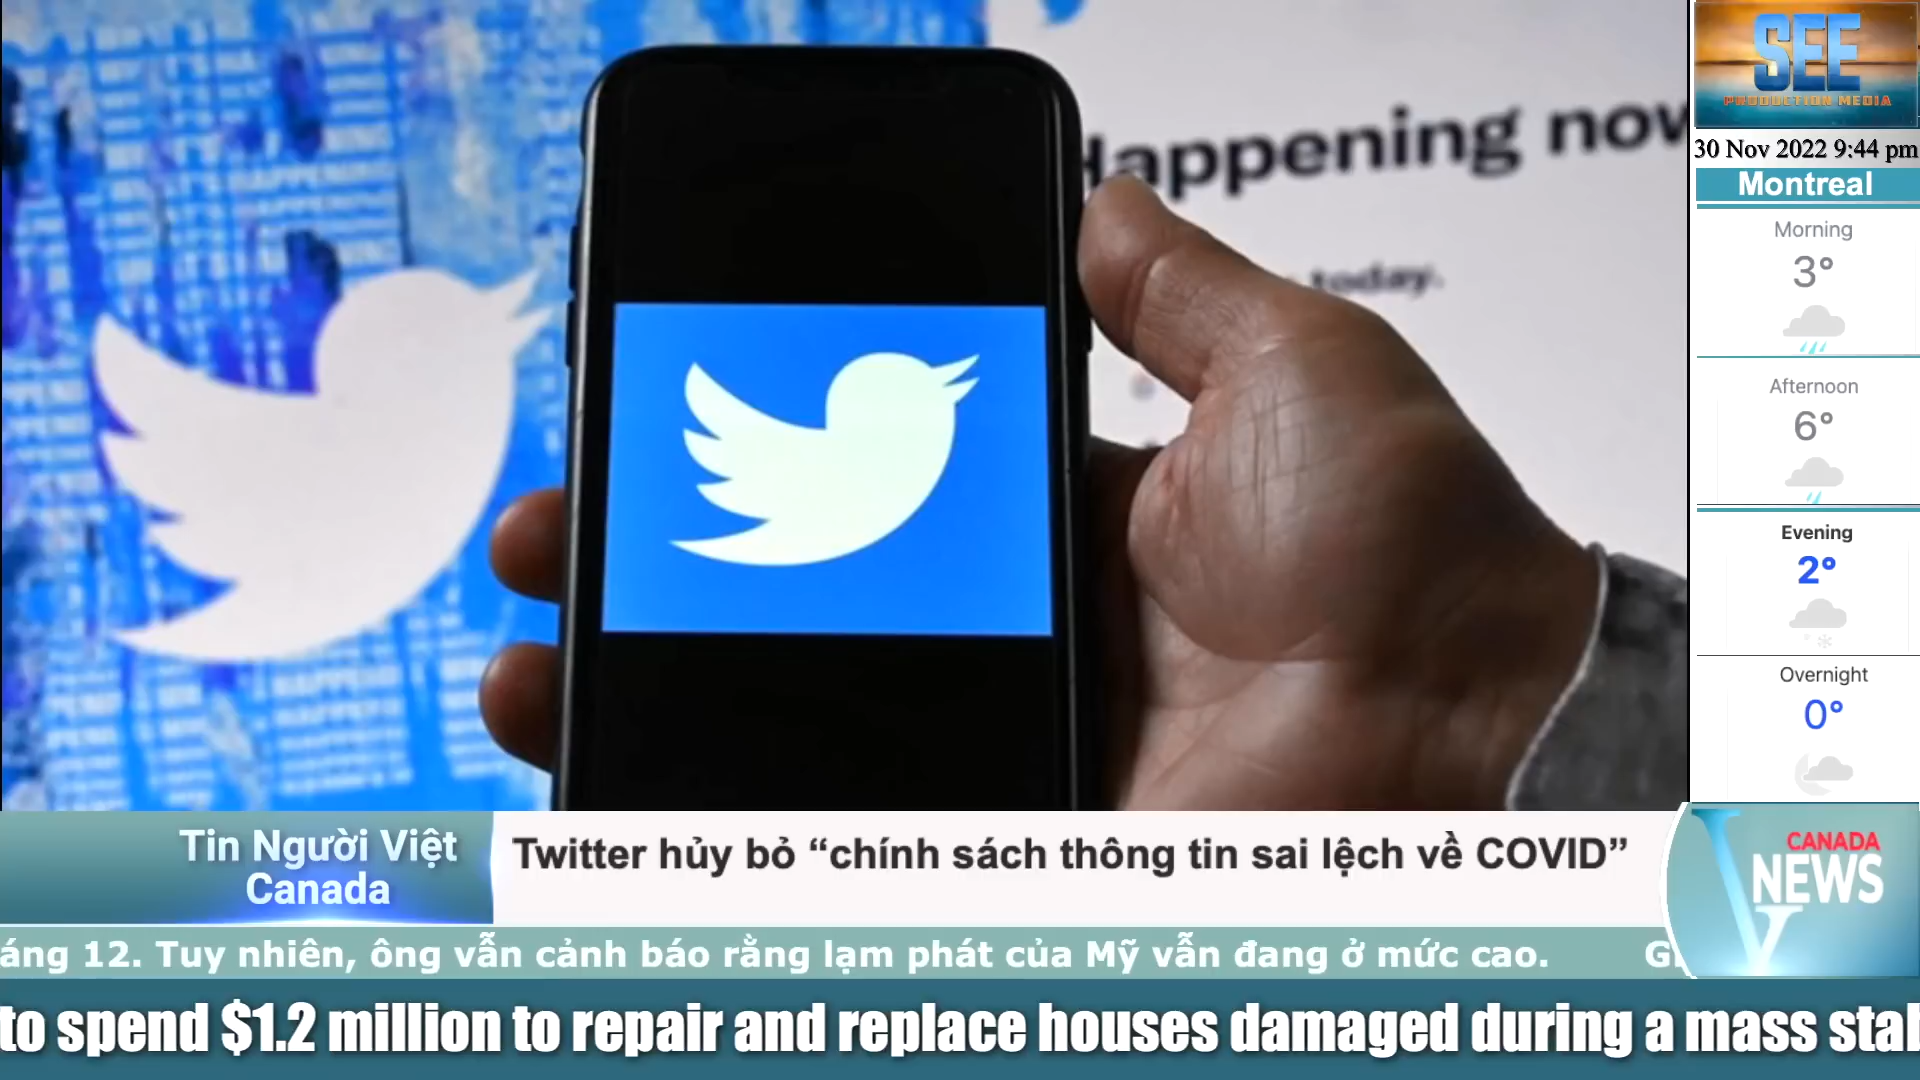 Happening now
today.
SEE
PRODUCTION MEDIA
30 Nov 2022 9:44 pm
Montreal
Morning
3°
Afternoon
6°
Evening
2°
Overnight
0°
Tin Người Việt
Canada
Twitter hủy bỏ “chính sách thông tin sai lệch về COVID”
CANADA
V NEWS
áng 12. Tuy nhiên, ông vẫn cảnh báo rằng lạm phát của Mỹ vẫn đang ở mức cao.
to spend $1.2 million to repair and replace houses damaged during a mass stab